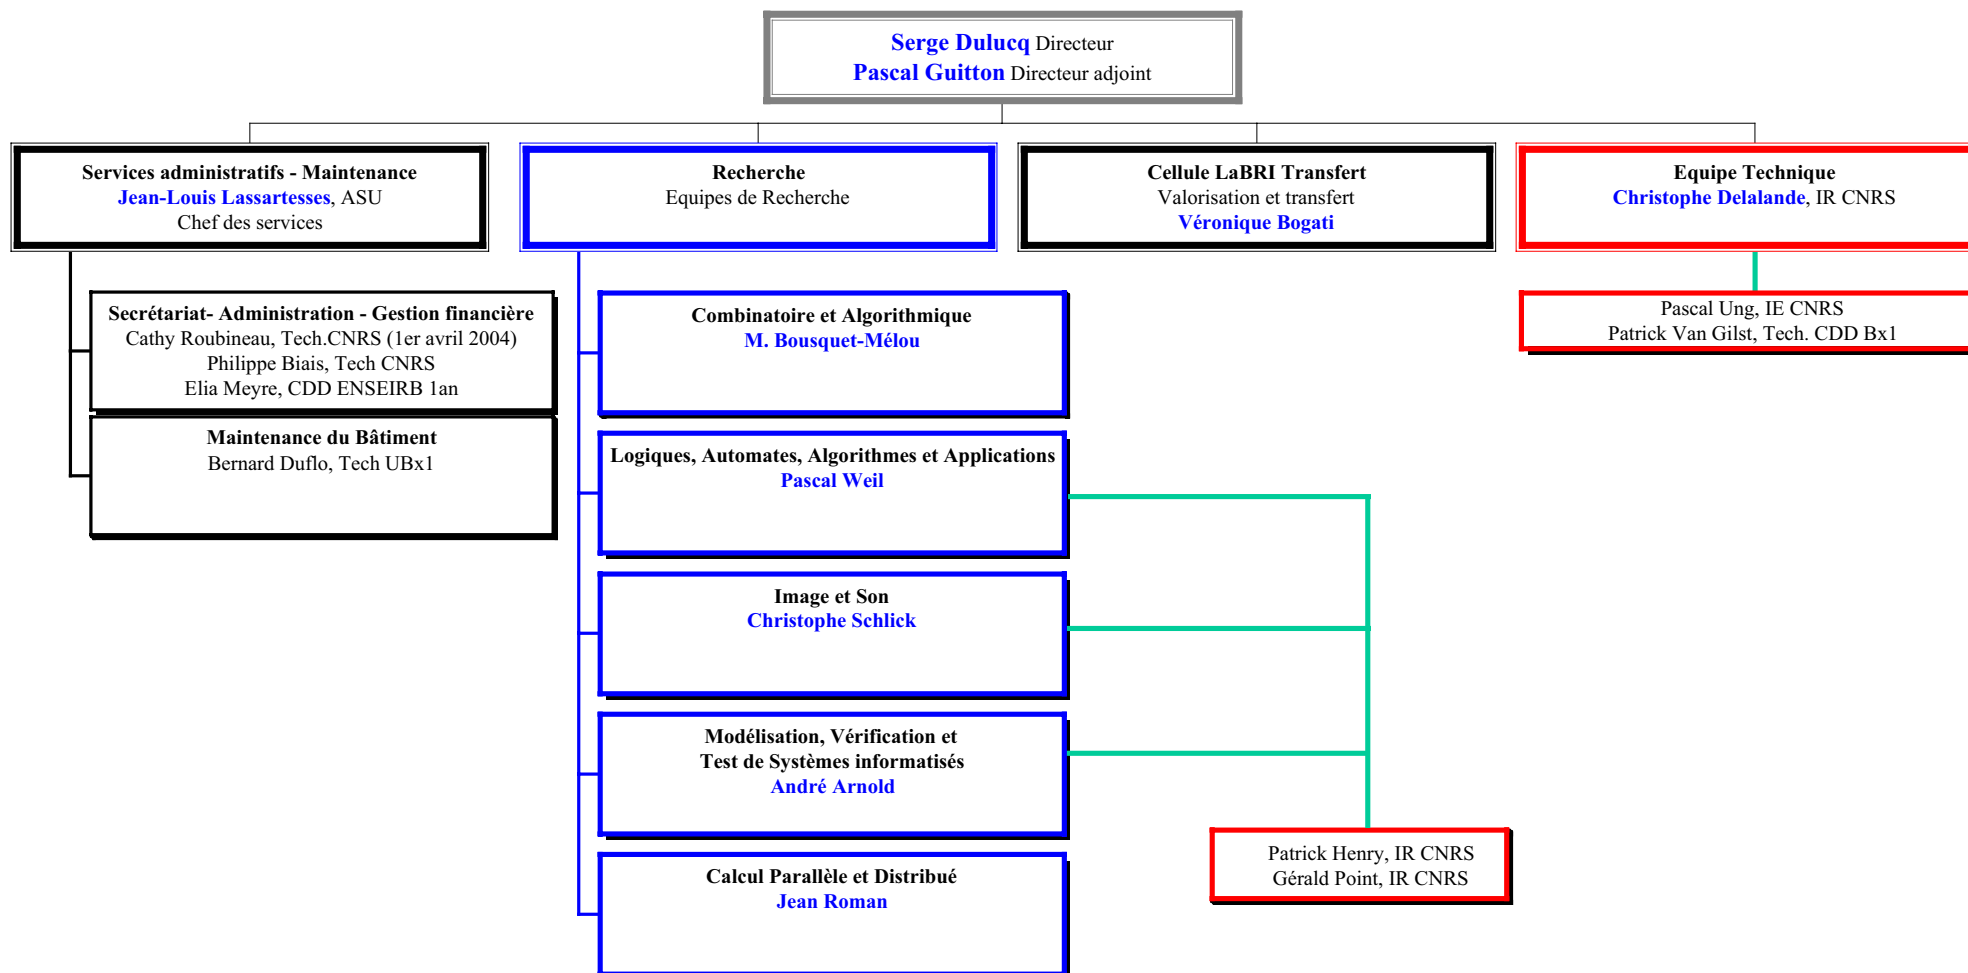 Serge Dulucq Directeur
Pascal Guitton Directeur adjoint
Services administratifs - Maintenance
Jean-Louis Lassartesses, ASU
Chef des services
Recherche
Equipes de Recherche
Cellule LaBRI Transfert
Valorisation et transfert
Véronique Bogati
Equipe Technique
Christophe Delalande, IR CNRS
Secrétariat- Administration - Gestion financière
Cathy Roubineau, Tech.CNRS (1er avril 2004)
Philippe Biais, Tech CNRS
Elia Meyre, CDD ENSEIRB 1an
Maintenance du Bâtiment
Bernard Duflo, Tech UBx1
Combinatoire et Algorithmique
M. Bousquet-Mélou
Logiques, Automates, Algorithmes et Applications
Pascal Weil
Image et Son
Christophe Schlick
Modélisation, Vérification et
Test de Systèmes informatisés
André Arnold
Calcul Parallèle et Distribué
Jean Roman
Pascal Ung, IE CNRS
Patrick Van Gilst, Tech. CDD Bx1
Patrick Henry, IR CNRS
Gérald Point, IR CNRS